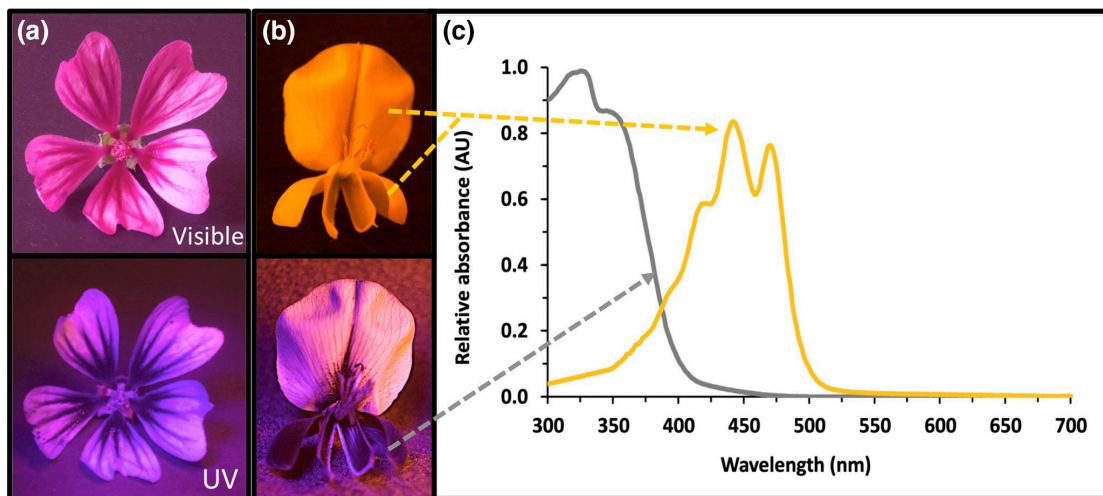 (a)
(b)
(c)
Visible
UV
Relative absorbance (AU)
1.0
0.8
0.6
0.4
0.2
0.0
300 350 400 450 500 550 600 650 700
Wavelength (nm)